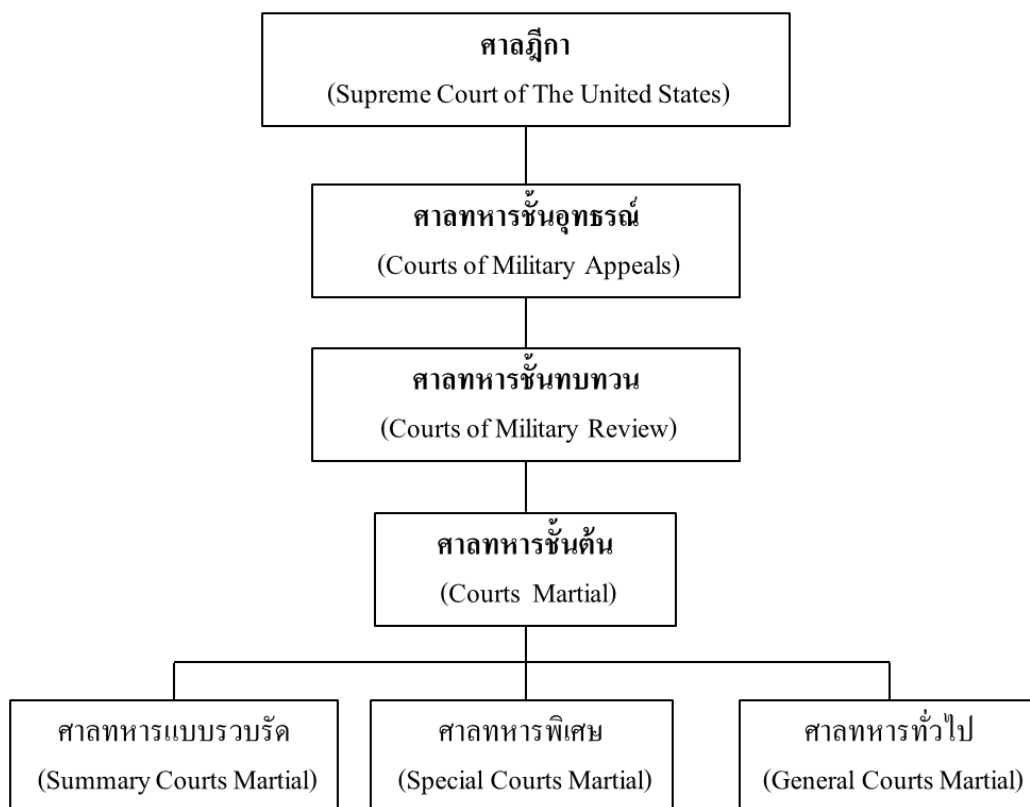 ศาลฎีกา
(Supreme Court of The United States)
ศาลทหารชั้นอุทธรณ์
(Courts of Military Appeals)
ศาลทหารชั้นทบทวน
(Courts of Military Review)
ศาลทหารชั้นต้น
(Courts Martial)
ศาลทหารแบบรวบรัด
(Summary Courts Martial)
ศาลทหารพิเศษ
(Special Courts Martial)
ศาลทหารทั่วไป
(General Courts Martial)